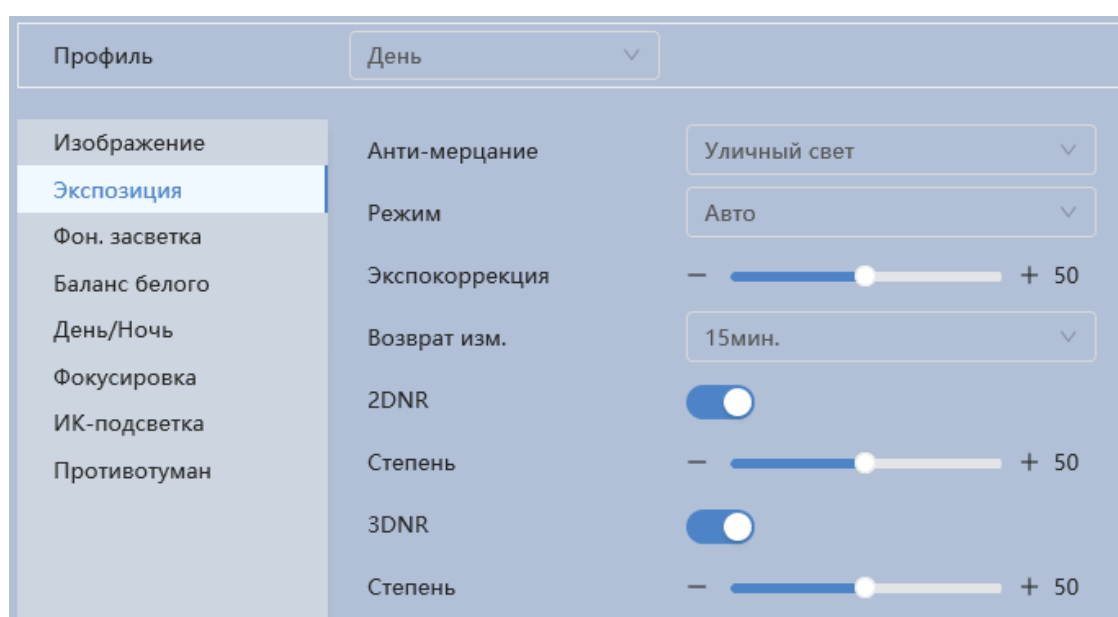 Профиль День
Изображение
Экспозиция
Фон. засветка
Баланс белого
День/Ночь
Фокусировка
ИК-подсветка
Противотуман
Анти-мерцание Уличный свет
Режим Авто
Экспокоррекция − + 50
Возврат изм. 15мин.
2DNR
Степень − + 50
3DNR
Степень − + 50